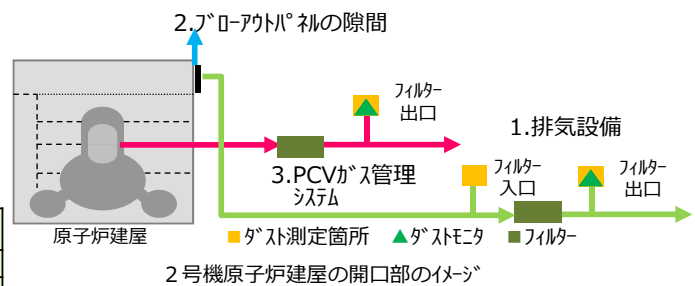 2.ﾌﾞﾛｰｱｳﾄﾊﾟﾈﾙの隙間
ﾌｨﾙﾀｰ
出口
1.排気設備
3.PCVｶﾞｽ管理
ｼｽﾃﾑ
ﾌｨﾙﾀｰ
入口
ﾌｨﾙﾀｰ
出口
原子炉建屋
■ﾀﾞｽﾄ測定箇所 ▲ﾀﾞｽﾄﾓﾆﾀ ■ﾌｨﾙﾀｰ
２号機原子炉建屋の開口部のｲﾒｰｼﾞ